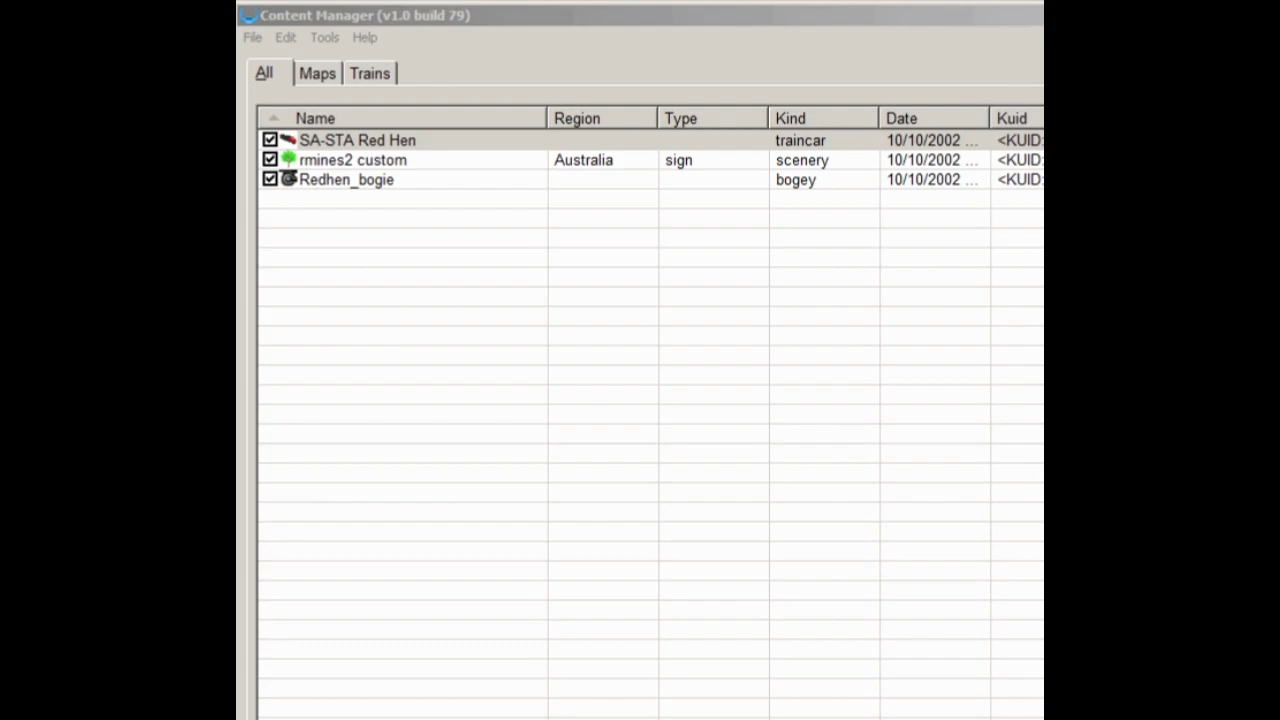 Content Manager (v1.0 build 79)
File Edit Tools Help
All Maps Trains
Name Region Type Kind Date Kuid
SA-STA Red Hen traincar 10/10/2002 ... <KUID:
rmines2 custom Australia sign scenery 10/10/2002 ... <KUID:
Redhen_bogie bogey 10/10/2002 ... <KUID: